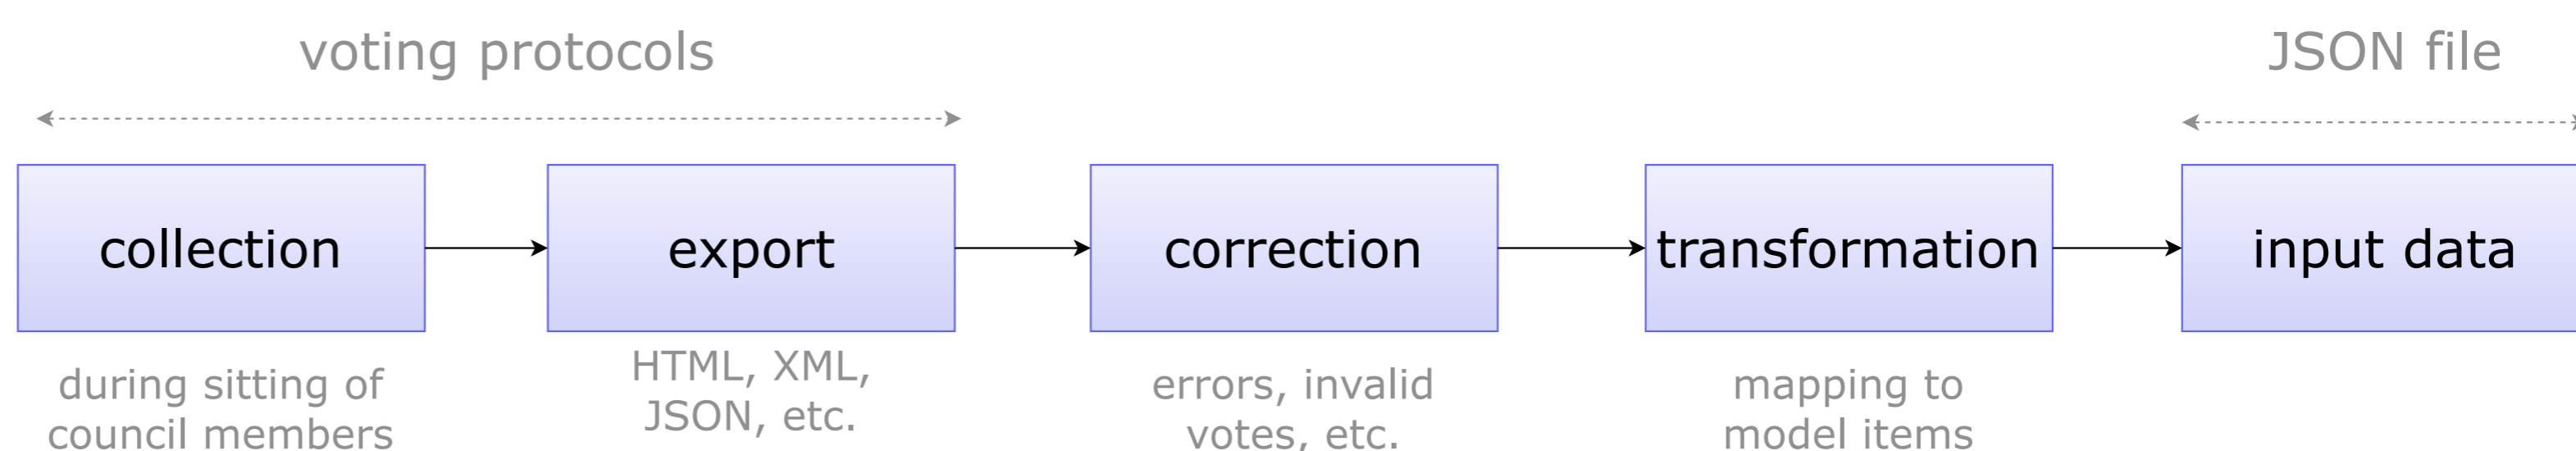 voting protocols
JSON file
collection
export
correction
transformation
input data
during sitting of
council members
HTML, XML,
JSON, etc.
errors, invalid
votes, etc.
mapping to
model items